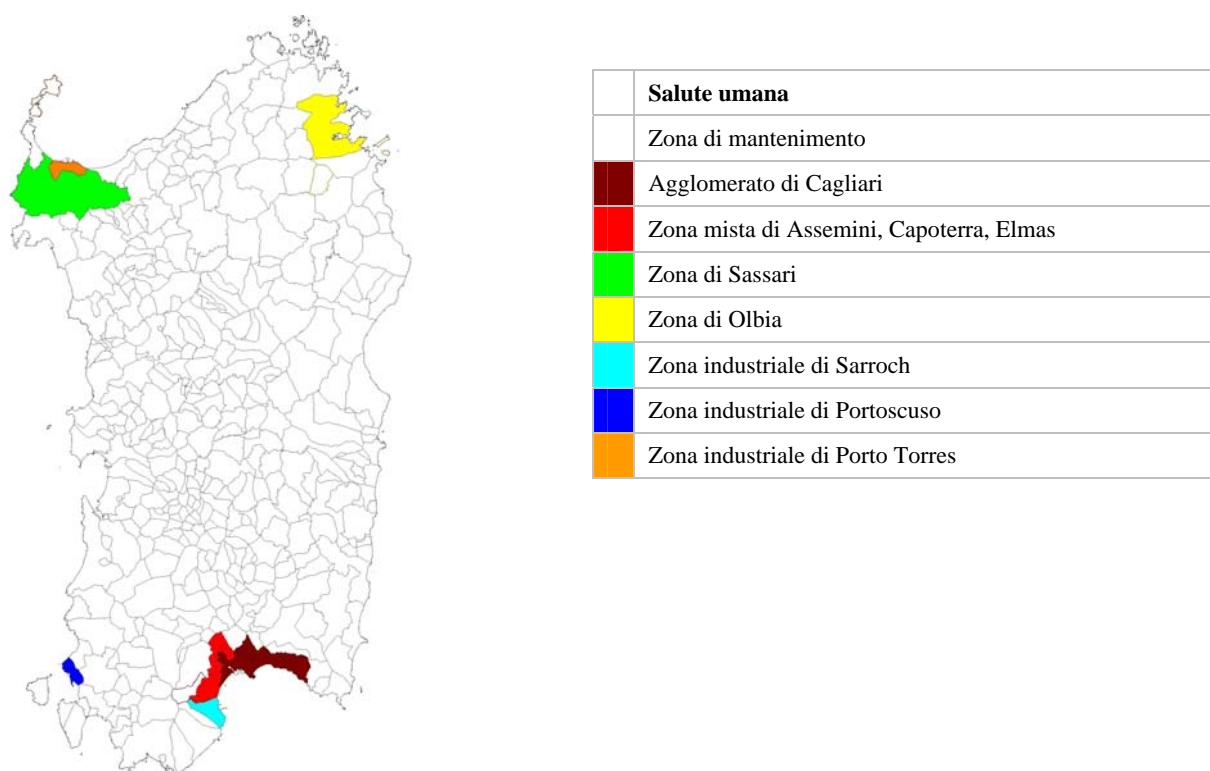 Salute umana
Zona di mantenimento
Agglomerato di Cagliari
Zona mista di Assemini, Capoterra, Elmas
Zona di Sassari
Zona di Olbia
Zona industriale di Sarroch
Zona industriale di Portoscuso
Zona industriale di Porto Torres